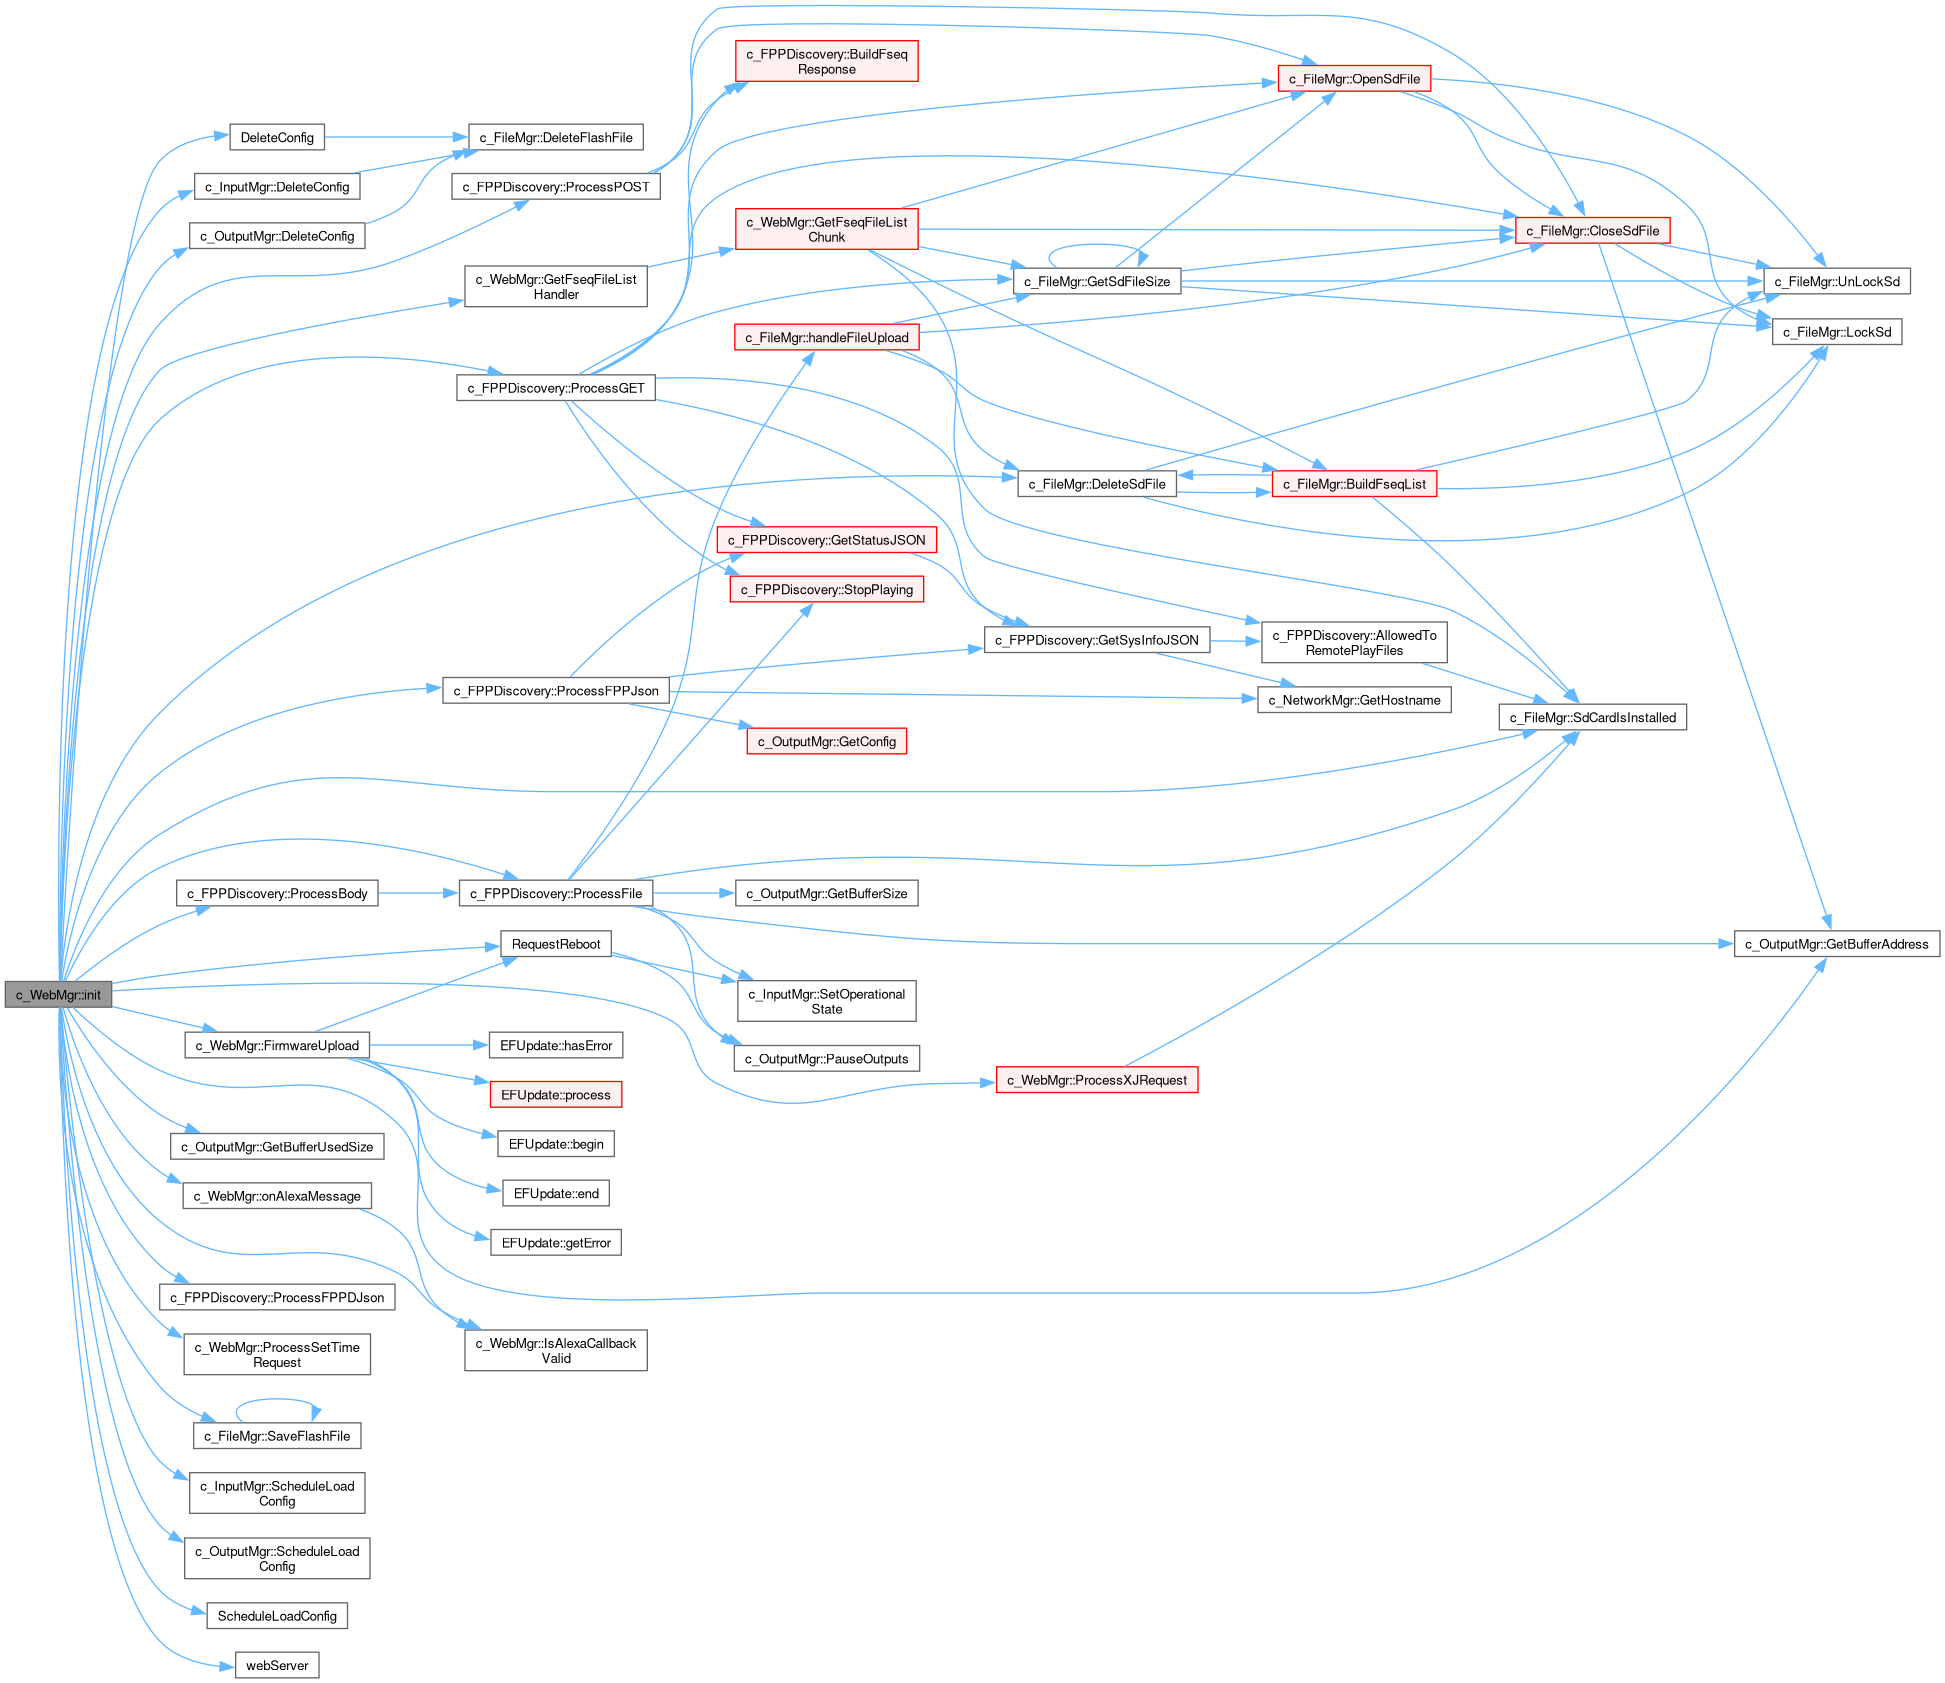 c_WebMgr::init
DeleteConfig
c_InputMgr::DeleteConfig
c_OutputMgr::DeleteConfig
c_FPPDiscovery::ProcessBody
c_WebMgr::FirmwareUpload
c_OutputMgr::GetBufferUsedSize
c_WebMgr::onAlexaMessage
c_FPPDiscovery::ProcessFPPDJson
c_WebMgr::ProcessSetTime
Request
c_FileMgr::SaveFlashFile
c_InputMgr::ScheduleLoad
Config
c_OutputMgr::ScheduleLoad
Config
ScheduleLoadConfig
webServer
c_FileMgr::DeleteFlashFile
c_FPPDiscovery::ProcessPOST
c_WebMgr::GetFseqFileList
Handler
c_FPPDiscovery::ProcessGET
c_FPPDiscovery::ProcessFPPJson
c_FPPDiscovery::ProcessFile
RequestReboot
EFUpdate::hasError
EFUpdate::process
EFUpdate::begin
EFUpdate::end
EFUpdate::getError
c_WebMgr::IsAlexaCallback
Valid
c_FPPDiscovery::BuildFseq
Response
c_WebMgr::GetFseqFileList
Chunk
c_FileMgr::handleFileUpload
c_FPPDiscovery::GetStatusJSON
c_FPPDiscovery::StopPlaying
c_OutputMgr::GetConfig
c_OutputMgr::GetBufferSize
c_InputMgr::SetOperational
State
c_OutputMgr::PauseOutputs
c_FileMgr::GetSdFileSize
c_FileMgr::DeleteSdFile
c_FPPDiscovery::GetSysInfoJSON
c_WebMgr::ProcessXJRequest
c_FileMgr::OpenSdFile
c_FileMgr::BuildFseqList
c_FPPDiscovery::AllowedTo
RemotePlayFiles
c_NetworkMgr::GetHostname
c_FileMgr::CloseSdFile
c_FileMgr::SdCardIsInstalled
c_FileMgr::UnLockSd
c_FileMgr::LockSd
c_OutputMgr::GetBufferAddress